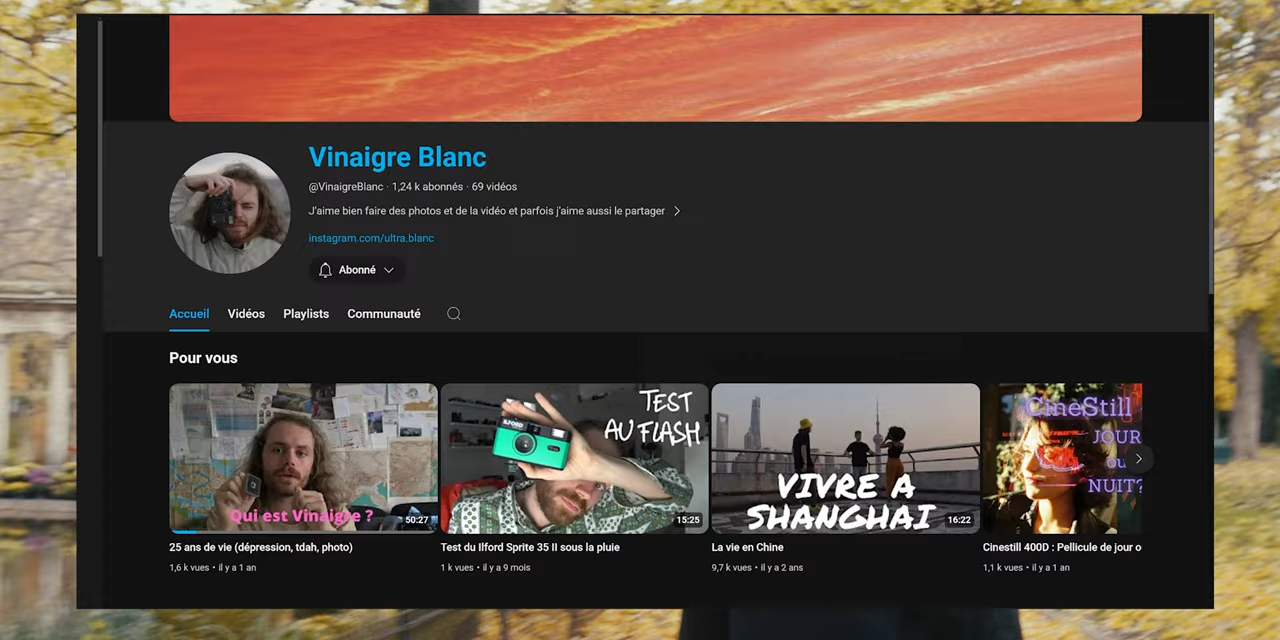 Vinaigre Blanc
@VinaigreBlanc · 1,24 k abonnés · 69 vidéos
J'aime bien faire des photos et de la vidéo et parfois j'aime aussi le partager
instagram.com/ultra.blanc
Abonné
Accueil Vidéos Playlists Communauté
Pour vous
Qui est Vinaigre ?
50:27
ILFORD
TEST
AU FLASH
15:25
VIVRE A
SHANGHAI
16:22
CineStill
JOUR
OU
NUIT?
25 ans de vie (dépression, tdah, photo)
1,6 k vues • il y a 1 an
Test du Ilford Sprite 35 II sous la pluie
1 k vues • il y a 9 mois
La vie en Chine
9,7 k vues • il y a 2 ans
Cinestill 400D : Pellicule de jour o
1,1 k vues • il y a 1 an